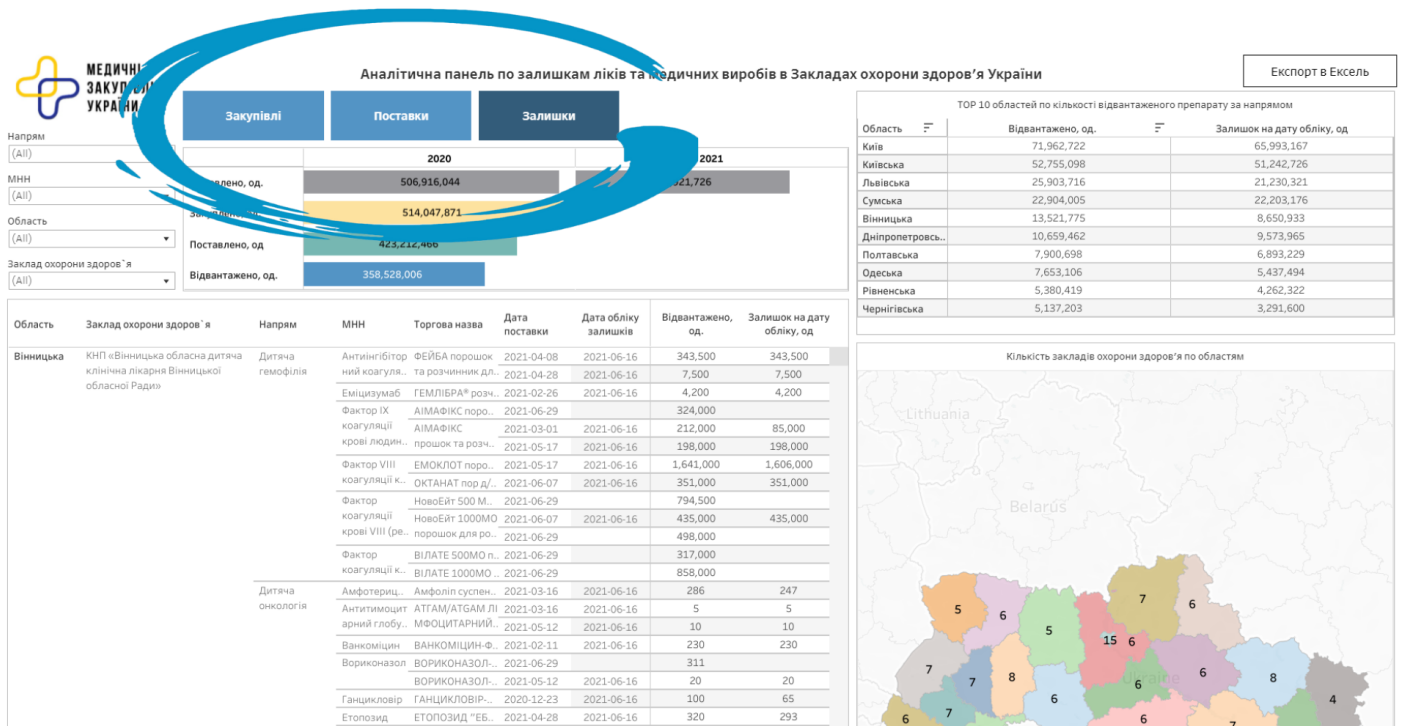 МЕДИЧНІ
ЗАКУПІВЛІ
УКРАЇНИ
Аналітична панель по залишкам ліків та медичних виробів в Закладах охорони здоров’я України
Експорт в Ексель
Закупівлі
Поставки
Залишки
Напрям
(All)
МНН
(All)
Область
(All)
Заклад охорони здоров`я
(All)
2020 2021
од. 506,916,044
514,047,871
Поставлено, од 423,212,466
Відвантажено, од. 358,528,006
TOP 10 областей по кількості відвантаженого препарату за напрямом
Область Відвантажено, од. Залишок на дату обліку, од
Київ 71,962,722 65,993,167
Київська 52,755,098 51,242,726
Львівська 25,903,716 21,230,321
Сумська 22,904,005 22,203,176
Вінницька 13,521,775 8,650,933
Дніпропетровсь.. 10,659,462 9,573,965
Полтавська 7,900,698 6,893,229
Одеська 7,653,106 5,437,494
Рівненська 5,380,419 4,262,322
Чернігівська 5,137,203 3,291,600
Область Заклад охорони здоров`я Напрям МНН Торгова назва Дата поставки Дата обліку залишків Відвантажено, од. Залишок на дату обліку, од
Вінницька КНП «Вінницька обласна дитяча Дитяча Антиінгібітор ФЕЙБА порошок 2021-04-08 2021-06-16 343,500 343,500
клінічна лікарня Вінницької гемофілія ний коагуля.. та розчинник дл.. 2021-04-28 2021-06-16 7,500 7,500
обласної Ради» Еміцизумаб ГЕМЛІБРА® розч.. 2021-02-26 2021-06-16 4,200 4,200
Фактор IX АІМАФІКС поро.. 2021-06-29 324,000
коагуляції АІМАФІКС 2021-03-01 2021-06-16 212,000 85,000
крові людин.. прошок та розч.. 2021-05-17 2021-06-16 198,000 198,000
Фактор VIII ЕМОКЛОТ поро.. 2021-05-17 2021-06-16 1,641,000 1,606,000
коагуляції к.. ОКТАНАТ пор д/.. 2021-06-07 2021-06-16 351,000 351,000
Фактор НовоЕйт 500 М.. 2021-06-29 794,500
коагуляції НовоЕйт 1000МО 2021-06-07 2021-06-16 435,000 435,000
крові VIII (ре.. порошок для ро.. 2021-06-29 498,000
Фактор ВІЛАТЕ 500МО п.. 2021-06-29 317,000
коагуляції к.. ВІЛАТЕ 1000МО .. 2021-06-29 858,000
Дитяча Амфотериц.. Амфоліп суспен.. 2021-03-16 2021-06-16 286 247
онкологія Антитимоцит АТГАМ/ATGAM ЛІ 2021-03-16 2021-06-16 5 5
арний глобу.. МФОЦИТАРНИЙ.. 2021-05-12 2021-06-16 10 10
Ванкоміцин ВАНКОМІЦИН-Ф.. 2021-02-11 2021-06-16 230 230
Вориконазол ВОРИКОНАЗОЛ-.. 2021-06-29 311
ВОРИКОНАЗОЛ-.. 2021-05-12 2021-06-16 20 20
Ганцикловір ГАНЦИКЛОВІР-.. 2020-12-23 2021-06-16 100 65
Етопозид ЕТОПОЗИД "ЕБ.. 2021-04-28 2021-06-16 320 293
Кількість закладів охорони здоров’я по областям
Lithuania
Belarus
Ukraine
5 6 5 7 6
15 6
7 7 8 6 6 6 8 4
6 7 6 7